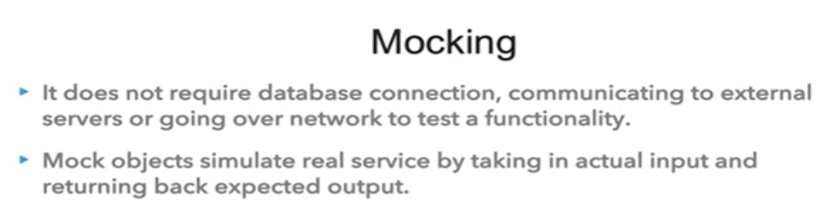 Mocking
It does not require database connection, communicating to external
servers or going over network to test a functionality.
Mock objects simulate real service by taking in actual input and
returning back expected output.